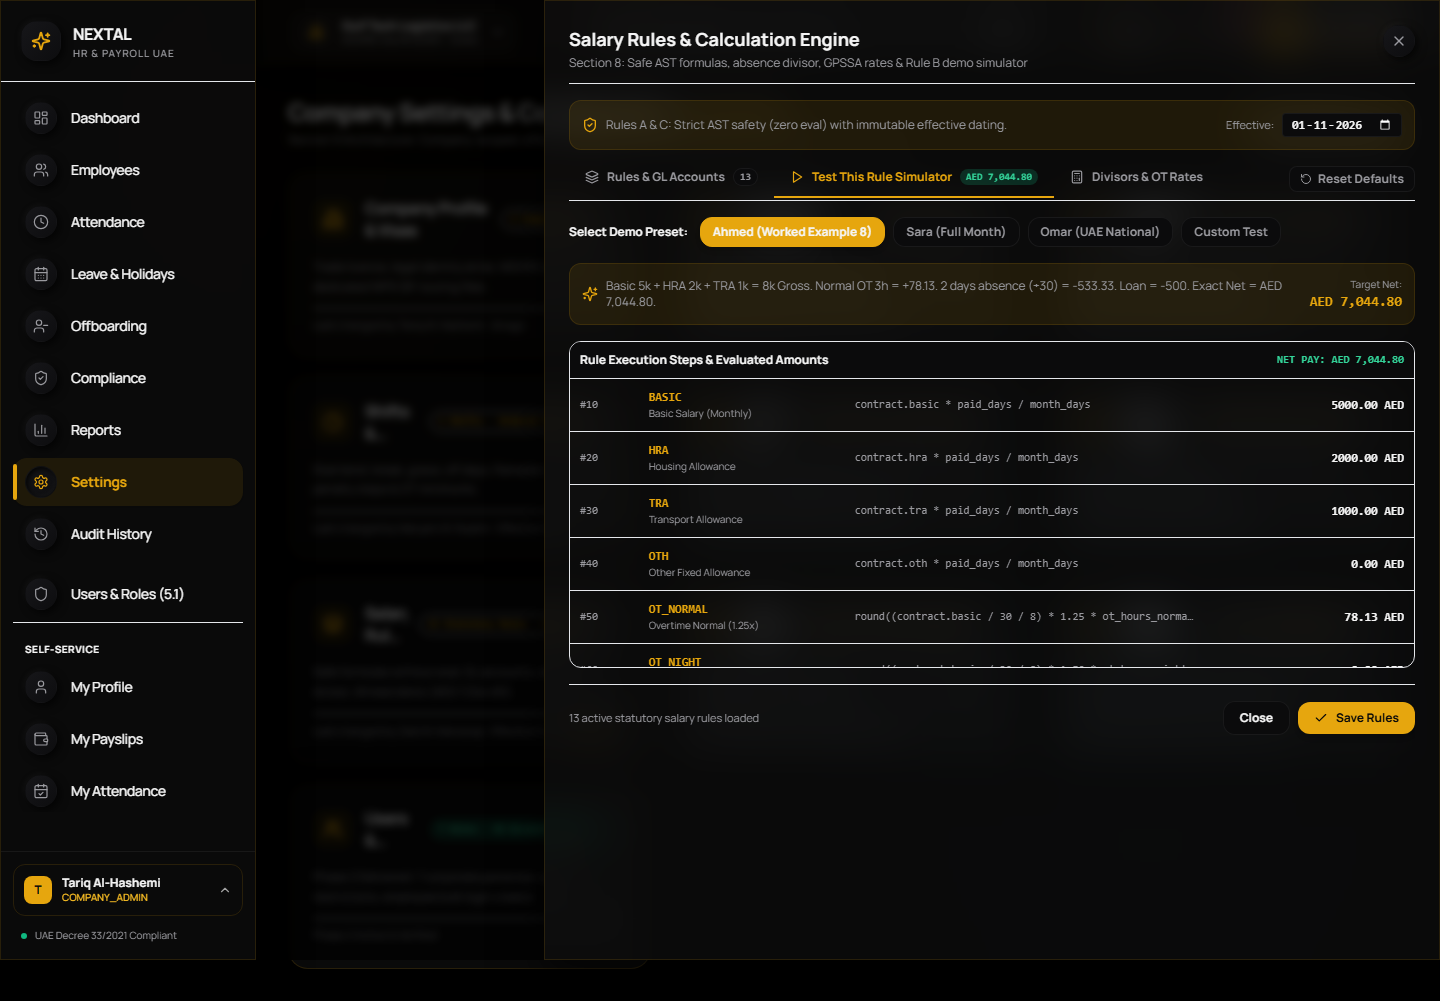 NEXTAL
HR & PAYROLL UAE
Dashboard
Employees
Attendance
Leave & Holidays
Offboarding
Compliance
Reports
Settings
Audit History
Users & Roles (5.1)
SELF-SERVICE
My Profile
My Payslips
My Attendance
T
Tariq Al-Hashemi
COMPANY_ADMIN
UAE Decree 33/2021 Compliant
Company Settings & Co
Company Profile
Salary Rules & Calculation Engine
Section 8: Safe AST formulas, absence divisor, GPSSA rates & Rule B demo simulator
Rules A & C: Strict AST safety (zero eval) with immutable effective dating.
Effective: 01-11-2026
Rules & GL Accounts 13
Test This Rule Simulator AED 7,044.80
Divisors & OT Rates
Reset Defaults
Select Demo Preset: Ahmed (Worked Example 8) Sara (Full Month) Omar (UAE National) Custom Test
Basic 5k + HRA 2k + TRA 1k = 8k Gross. Normal OT 3h = +78.13. 2 days absence (÷30) = -533.33. Loan = -500. Exact Net = AED
7,044.80.
Target Net:
AED 7,044.80
Rule Execution Steps & Evaluated Amounts
NET PAY: AED 7,044.80
#10 BASIC contract.basic * paid_days / month_days 5000.00 AED
Basic Salary (Monthly)
#20 HRA contract.hra * paid_days / month_days 2000.00 AED
Housing Allowance
#30 TRA contract.tra * paid_days / month_days 1000.00 AED
Transport Allowance
#40 OTH contract.oth * paid_days / month_days 0.00 AED
Other Fixed Allowance
#50 OT_NORMAL round((contract.basic / 30 / 8) * 1.25 * ot_hours_norma… 78.13 AED
Overtime Normal (1.25x)
OT_NIGHT
13 active statutory salary rules loaded
Close
Save Rules